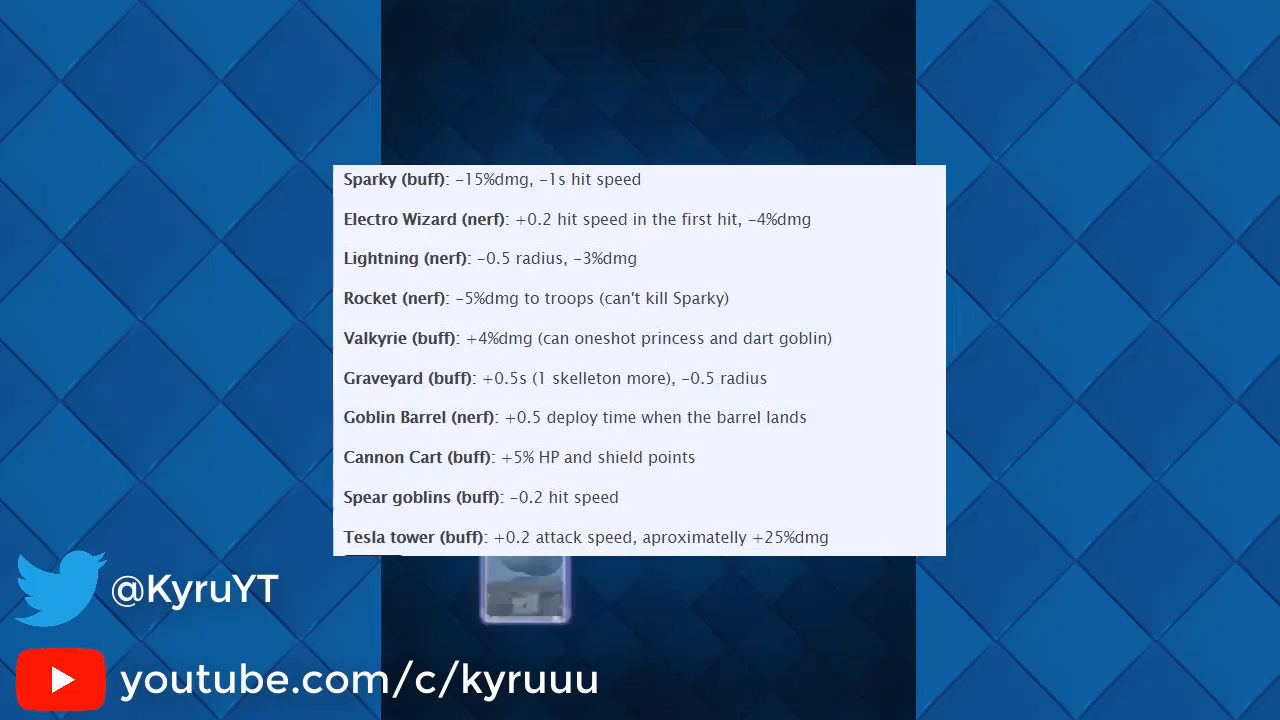 Sparky (buff): -15%dmg, -1s hit speed
Electro Wizard (nerf): +0.2 hit speed in the first hit, -4%dmg
Lightning (nerf): -0.5 radius, -3%dmg
Rocket (nerf): -5%dmg to troops (can't kill Sparky)
Valkyrie (buff): +4%dmg (can oneshot princess and dart goblin)
Graveyard (buff): +0.5s (1 skelleton more), -0.5 radius
Goblin Barrel (nerf): +0.5 deploy time when the barrel lands
Cannon Cart (buff): +5% HP and shield points
Spear goblins (buff): -0.2 hit speed
Tesla tower (buff): +0.2 attack speed, aproximatelly +25%dmg
@KyruYT
youtube.com/c/kyruuu